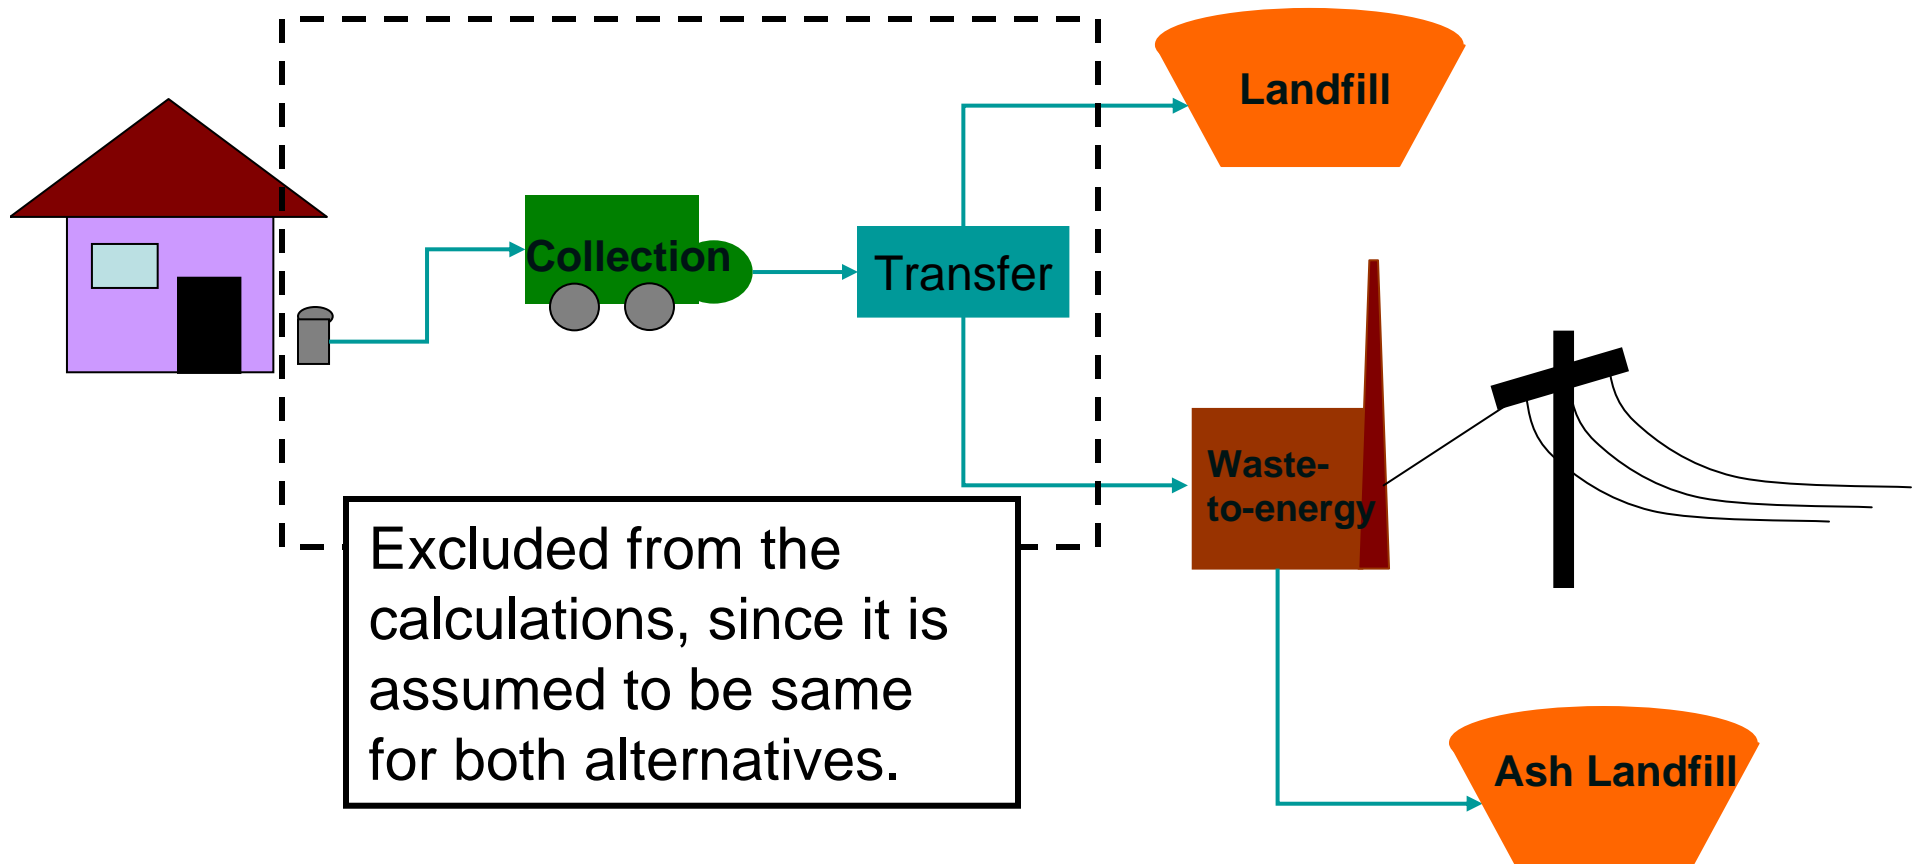 Landfill
Collection
Transfer
Waste-
to-energy
Excluded from the
calculations, since it is
assumed to be same
for both alternatives.
Ash Landfill